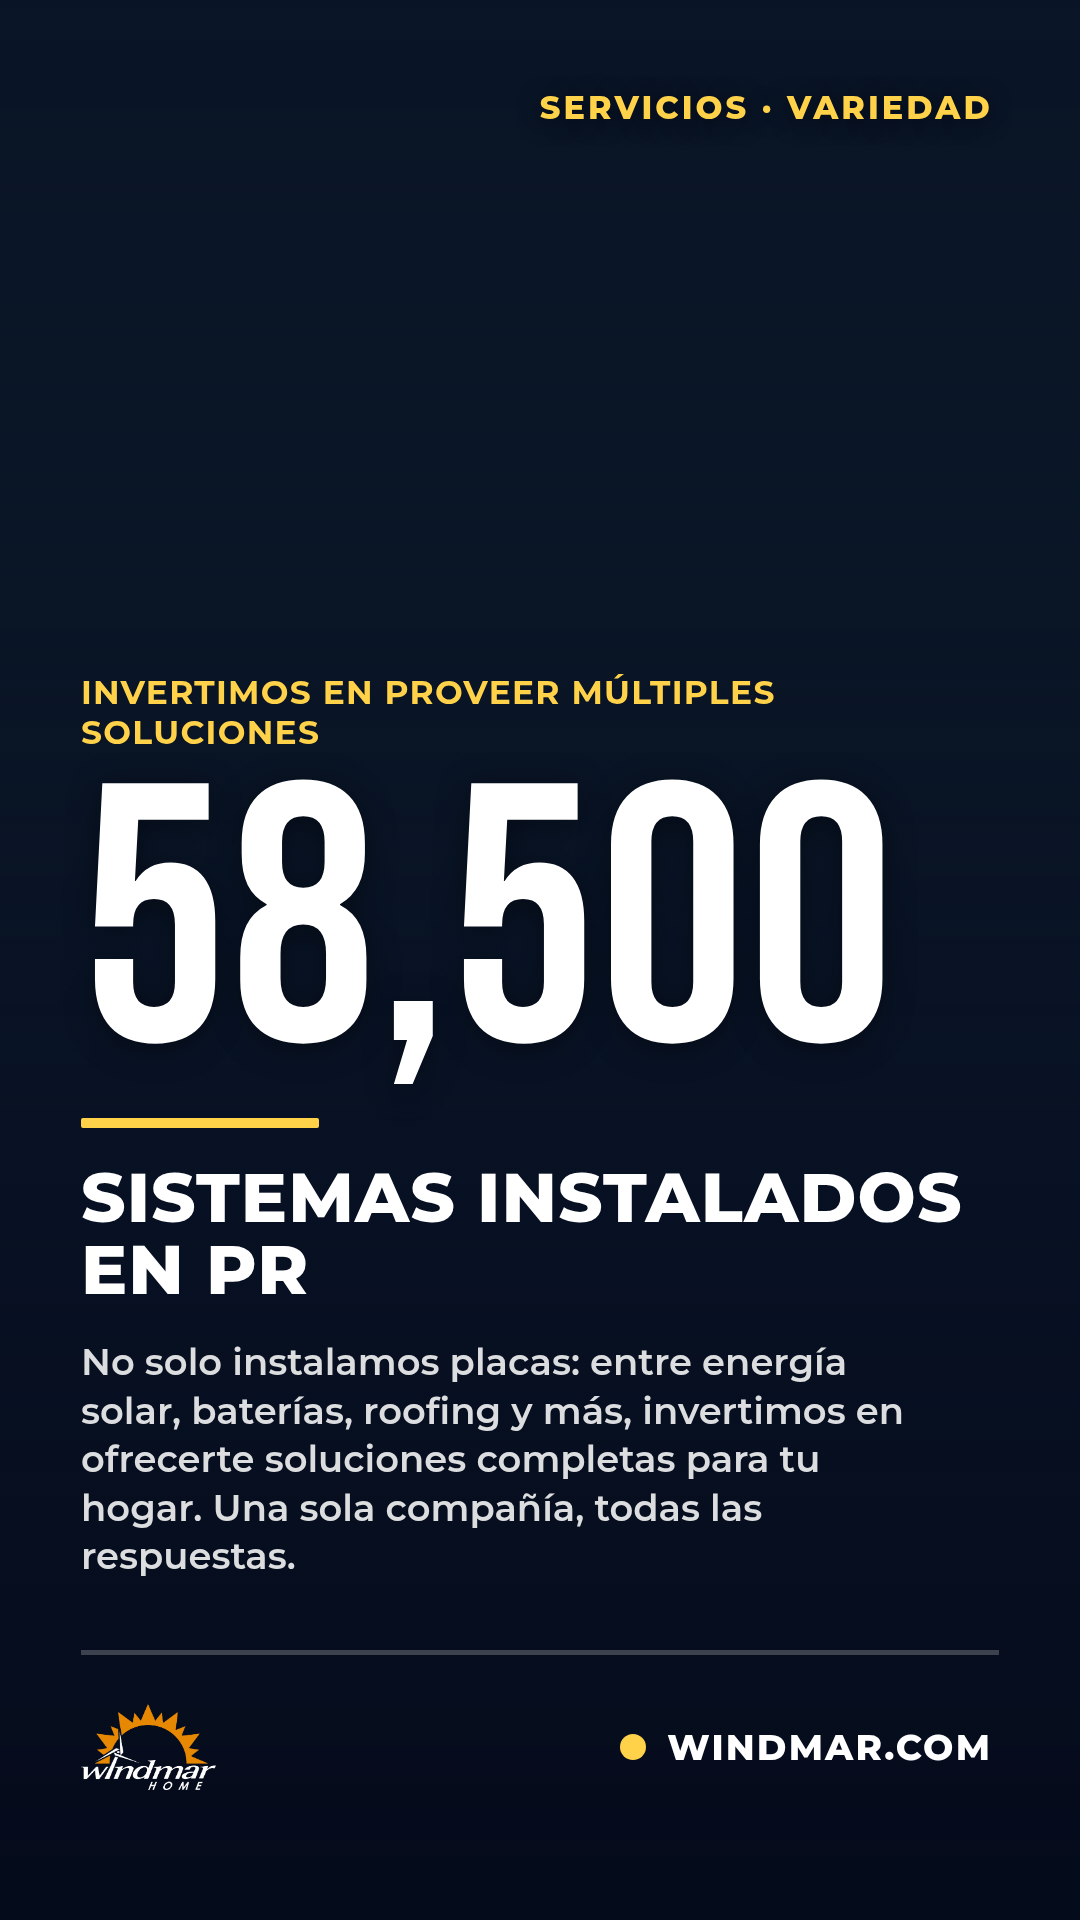 SERVICIOS · VARIEDAD
INVERTIMOS EN PROVEER MÚLTIPLES
SOLUCIONES
58,500
SISTEMAS INSTALADOS
EN PR
No solo instalamos placas: entre energía
solar, baterías, roofing y más, invertimos en
ofrecerte soluciones completas para tu
hogar. Una sola compañía, todas las
respuestas.
windmar
HOME
WINDMAR.COM